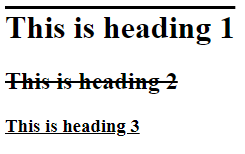 This is heading 1
This is heading 2
This is heading 3